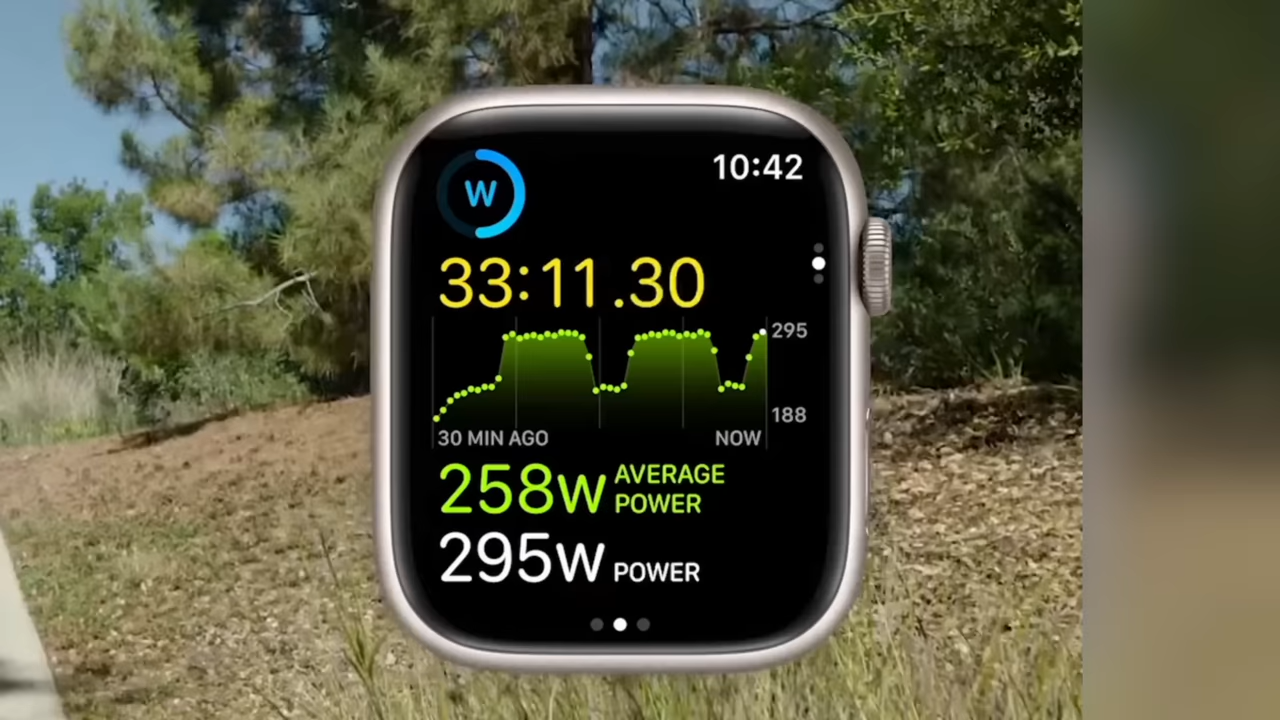 W
10:42
33:11.30
295
188
30 MIN AGO NOW
258W AVERAGE POWER
295W POWER